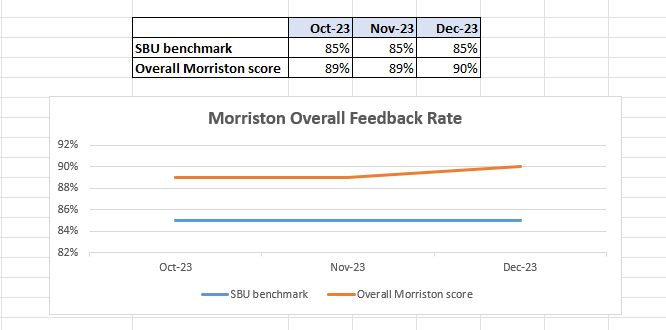 Oct-23 Nov-23 Dec-23
SBU benchmark 85% 85% 85%
Overall Morriston score 89% 89% 90%
Morriston Overall Feedback Rate
92%
90%
88%
86%
84%
82%
Oct-23 Nov-23 Dec-23
SBU benchmark Overall Morriston score